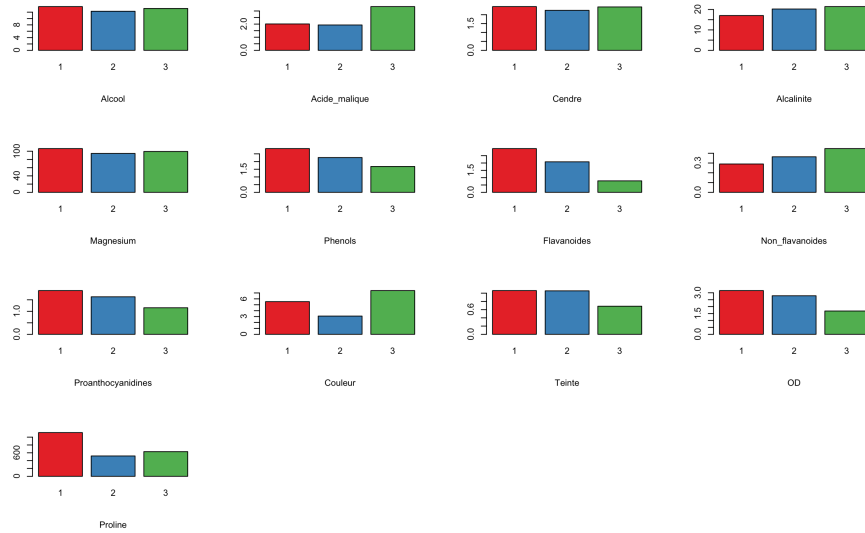 8
4
0
1 2 3
Alcool
2.0
0.0
1 2 3
Acide_malique
1.5
0.0
1 2 3
Cendre
20
10
0
1 2 3
Alcalinite
100
40
0
1 2 3
Magnesium
1.5
0.0
1 2 3
Phenols
1.5
0.0
1 2 3
Flavanoides
0.3
0.0
1 2 3
Non_flavanoides
1.0
0.0
1 2 3
Proanthocyanidines
6
3
0
1 2 3
Couleur
0.6
0.0
1 2 3
Teinte
3.0
1.5
0.0
1 2 3
OD
600
0
1 2 3
Proline